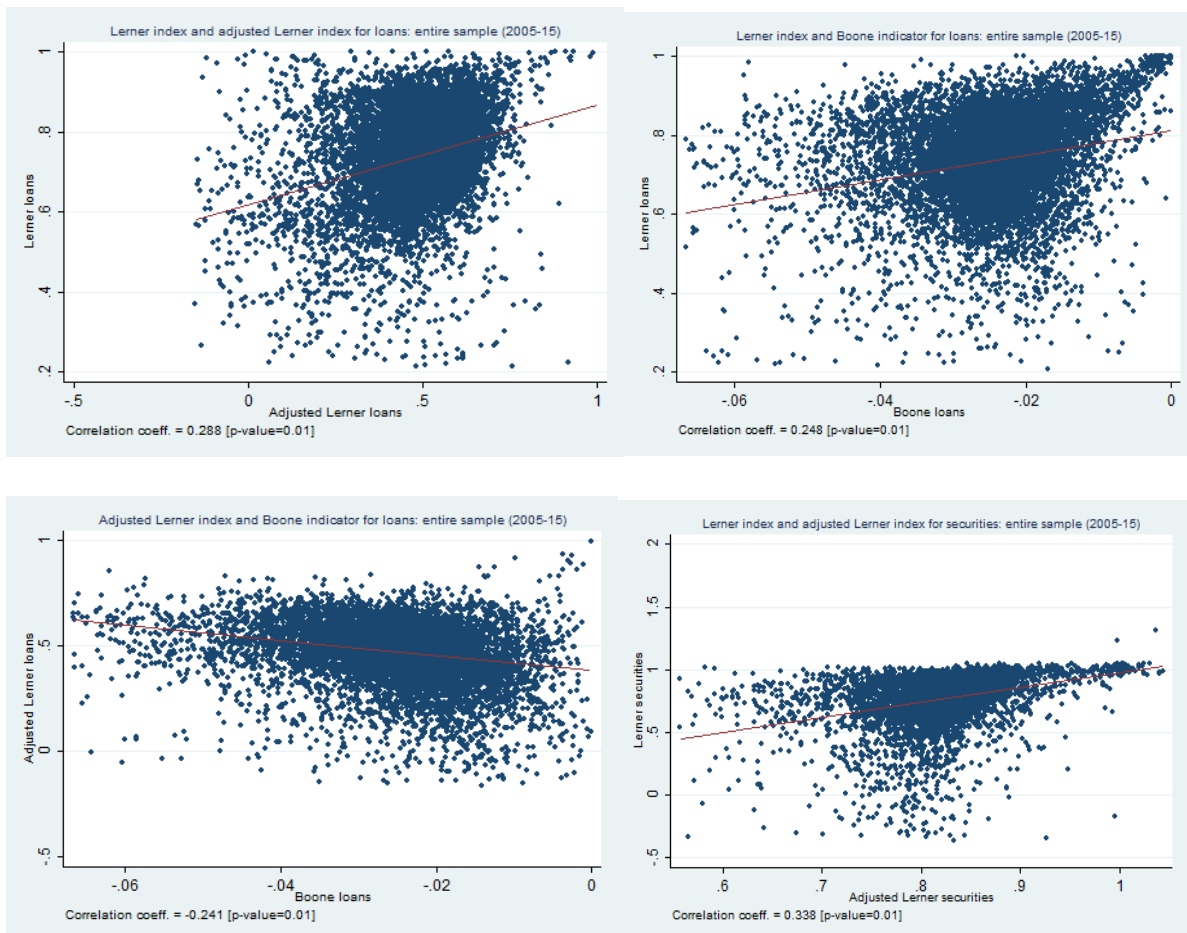 Lerner index and adjusted Lerner index for loans: entire sample (2005-15)
Lerner loans
1
.8
.6
.4
.2
-.5
0
.5
1
Adjusted Lerner loans
Correlation coeff. = 0.288 [p-value=0.01]
Lerner index and Boone indicator for loans: entire sample (2005-15)
Lerner loans
1
.8
.6
.4
.2
-.06
-.04
-.02
0
Boone loans
Correlation coeff. = 0.248 [p-value=0.01]
Adjusted Lerner index and Boone indicator for loans: entire sample (2005-15)
Adjusted Lerner loans
1
.5
0
-.5
-.06
-.04
-.02
0
Boone loans
Correlation coeff. = -0.241 [p-value=0.01]
Lerner index and adjusted Lerner index for securities: entire sample (2005-15)
Lerner securities
2
1.5
1
.5
0
-.5
.6
.7
.8
.9
1
Adjusted Lerner securities
Correlation coeff. = 0.338 [p-value=0.01]